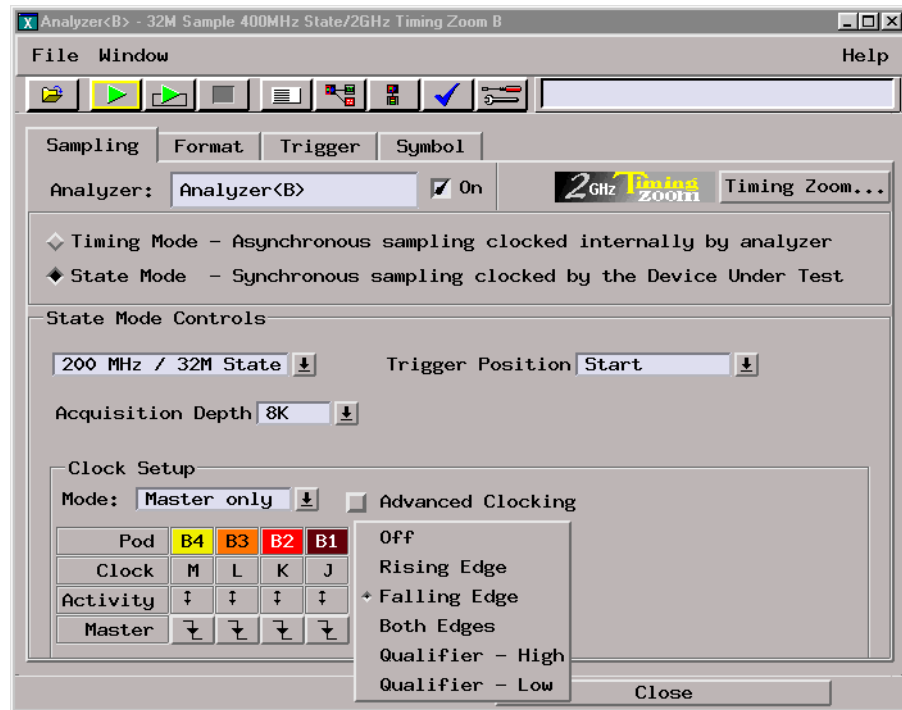 Analyzer<B> - 32M Sample 400MHz State/2GHz Timing Zoom B
File Window Help
Sampling Format Trigger Symbol
Analyzer: Analyzer<B> On 2GHz Timing zoom Timing Zoom...
Timing Mode - Asynchronous sampling clocked internally by analyzer
State Mode - Synchronous sampling clocked by the Device Under Test
State Mode Controls
200 MHz / 32M State Trigger Position Start
Acquisition Depth 8K
Clock Setup
Mode: Master only Advanced Clocking
Pod B4 B3 B2 B1 Off
Clock M L K J Rising Edge
Activity Falling Edge
Master Both Edges
Qualifier - High
Qualifier - Low
Close